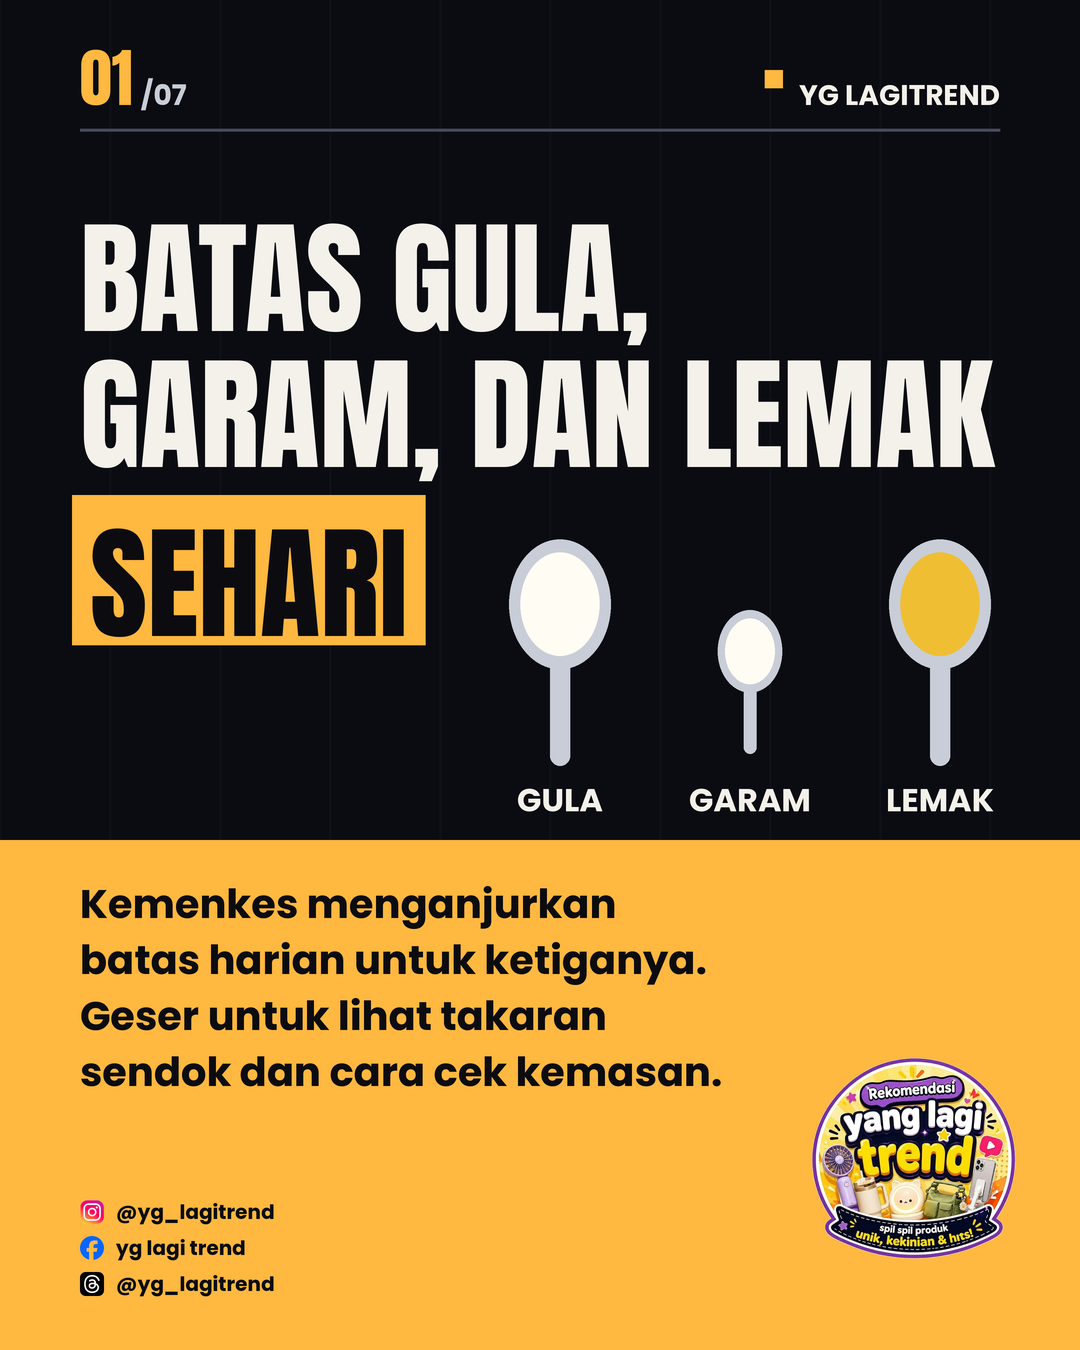 01 /07
YG LAGITREND
BATAS GULA,
GARAM, DAN LEMAK
SEHARI
GULA
GARAM
LEMAK
Kemenkes menganjurkan
batas harian untuk ketiganya.
Geser untuk lihat takaran
sendok dan cara cek kemasan.
Rekomendasi
yang lagi
trend
spil spil produk
unik, kekinian & hits!
@yg_lagitrend
yg lagi trend
@yg_lagitrend